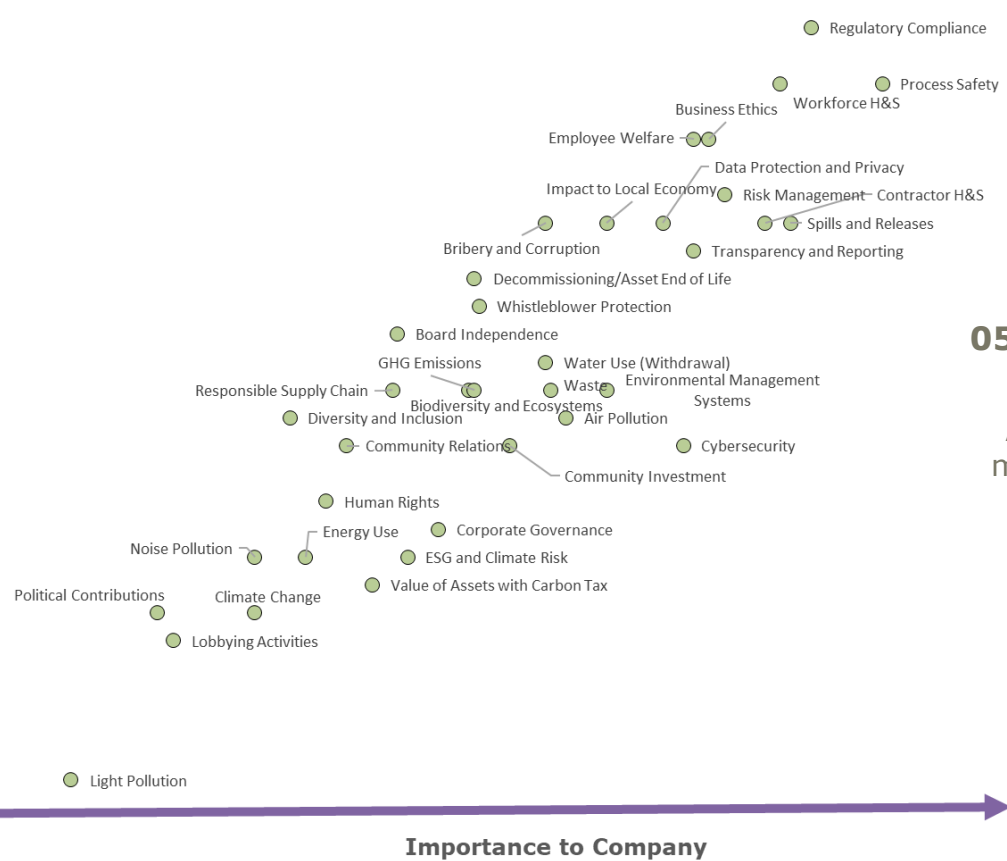 Regulatory Compliance
Process Safety
Workforce H&S
Business Ethics
Employee Welfare
Data Protection and Privacy
Impact to Local Economy
Risk Management
Contractor H&S
Spills and Releases
Bribery and Corruption
Transparency and Reporting
Decommissioning/Asset End of Life
Whistleblower Protection
Board Independence
05
GHG Emissions
Water Use (Withdrawal)
Responsible Supply Chain
Waste
Environmental Management
Systems
Biodiversity and Ecosystems
Diversity and Inclusion
Air Pollution
Community Relations
Cybersecurity
m
Community Investment
Human Rights
Energy Use
Corporate Governance
Noise Pollution
ESG and Climate Risk
Value of Assets with Carbon Tax
Political Contributions
Climate Change
Lobbying Activities
Light Pollution
Importance to Company